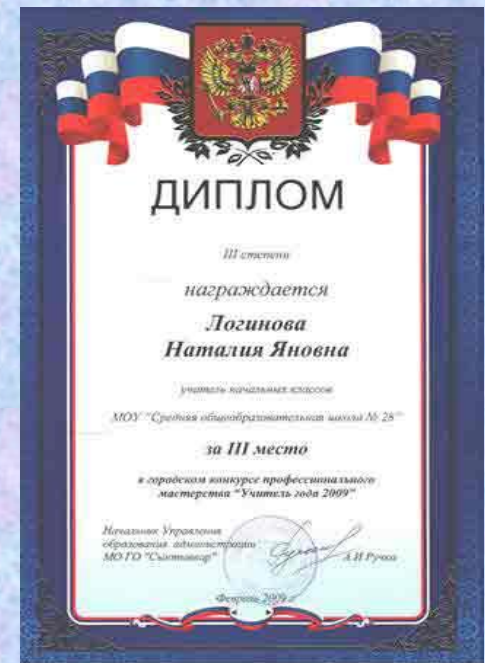 ДИПЛОМ
III степени
награждается
Логинова
Наталия Яновна
учитель начальных классов
МОУ "Средняя общеобразовательная школа № 28"
за III место
в городском конкурсе профессионального
мастерства "Учитель года 2009"
Начальник Управления
образования администрации
МО ГО "Сыктывкар"
А.И Ручка
Февраль 2009 г.